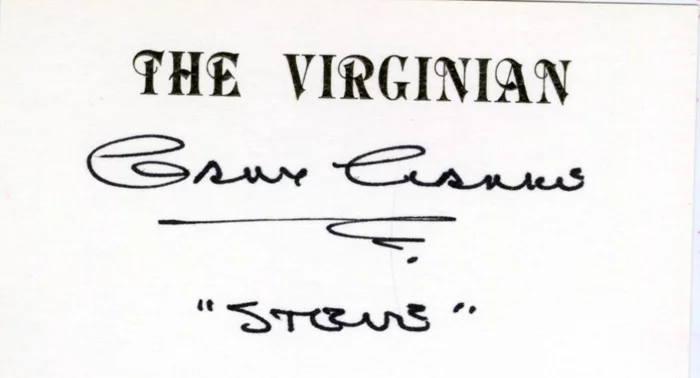 THE VIRGINIAN
Gary Clarke
"STEVE"